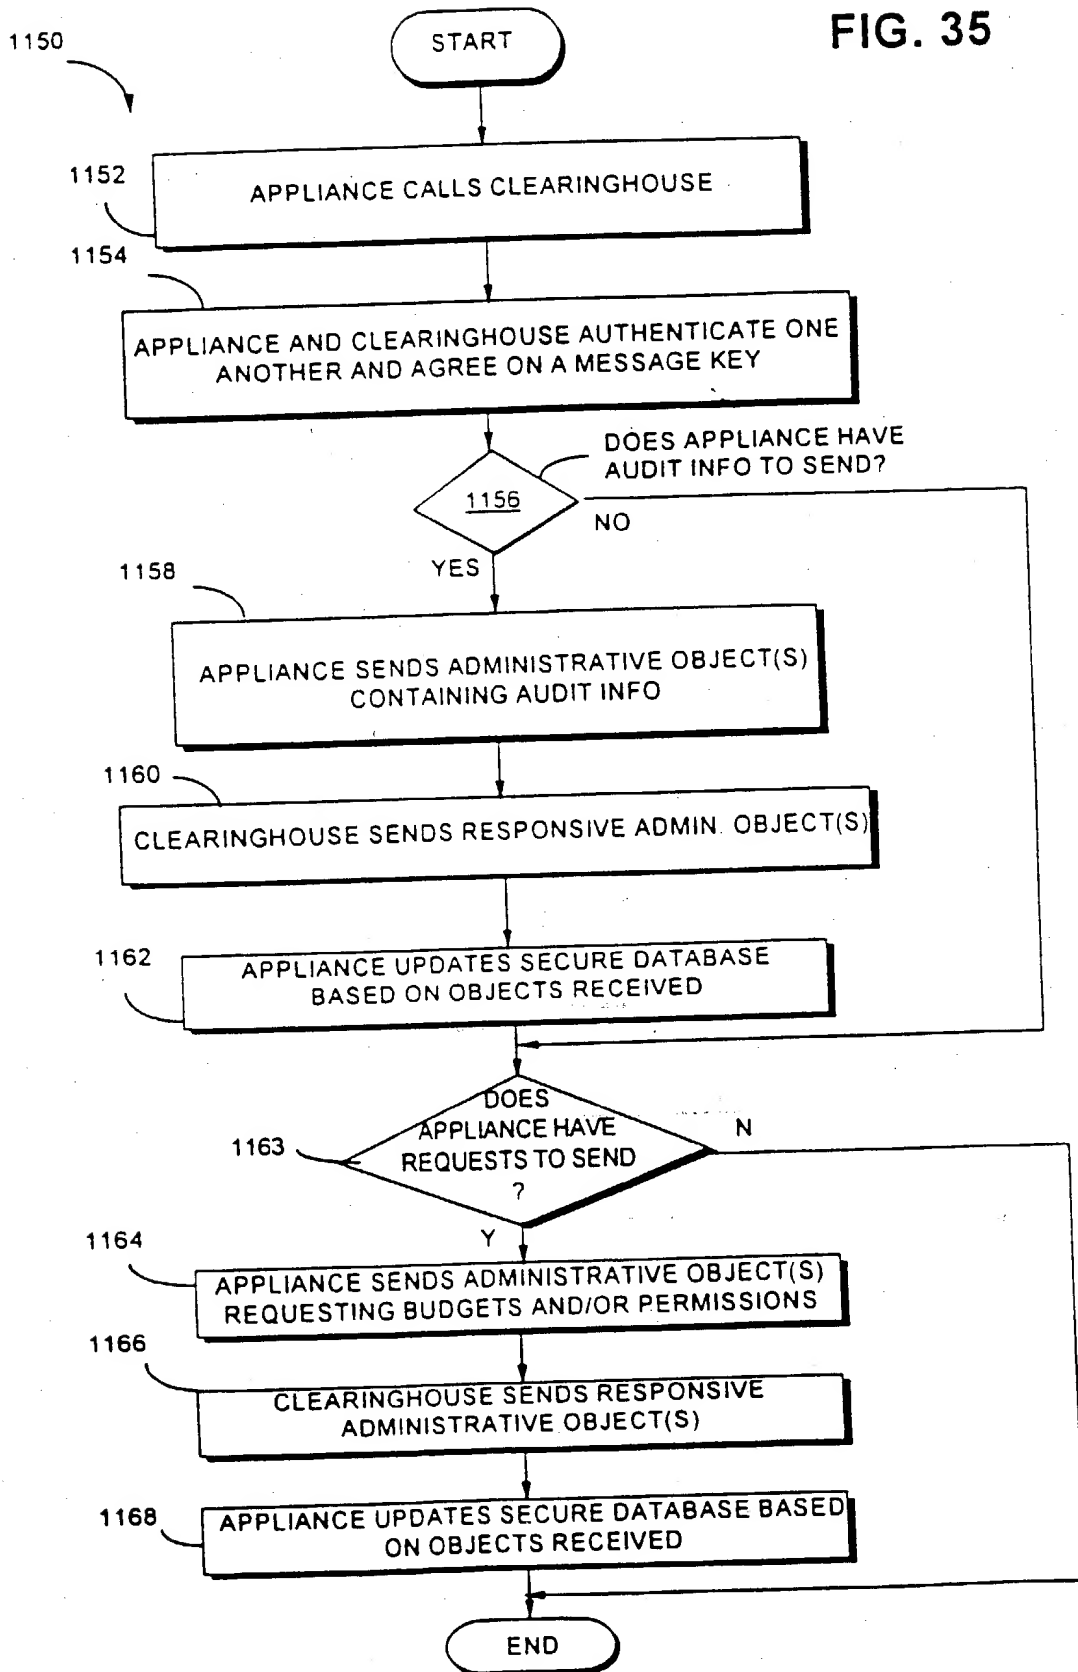 FIG. 35
1150
START
1152
APPLIANCE CALLS CLEARINGHOUSE
1154
APPLIANCE AND CLEARINGHOUSE AUTHENTICATE ONE
ANOTHER AND AGREE ON A MESSAGE KEY
DOES APPLIANCE HAVE
AUDIT INFO TO SEND?
1156
NO
YES
1158
APPLIANCE SENDS ADMINISTRATIVE OBJECT(S)
CONTAINING AUDIT INFO
1160
CLEARINGHOUSE SENDS RESPONSIVE ADMIN. OBJECT(S)
1162
APPLIANCE UPDATES SECURE DATABASE
BASED ON OBJECTS RECEIVED
DOES
APPLIANCE HAVE
REQUESTS TO SEND
?
1163
N
Y
1164
APPLIANCE SENDS ADMINISTRATIVE OBJECT(S)
REQUESTING BUDGETS AND/OR PERMISSIONS
1166
CLEARINGHOUSE SENDS RESPONSIVE
ADMINISTRATIVE OBJECT(S)
1168
APPLIANCE UPDATES SECURE DATABASE BASED
ON OBJECTS RECEIVED
END